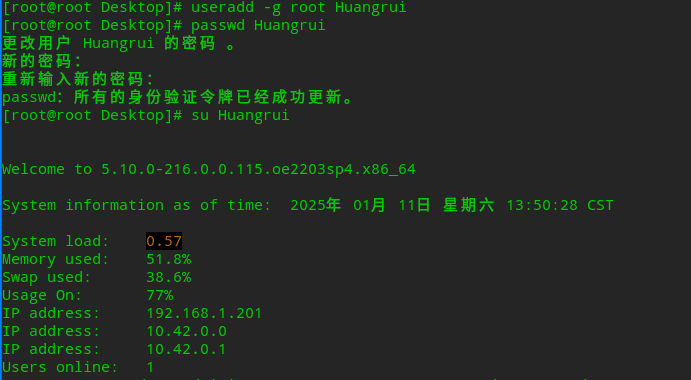 [root@root Desktop]# useradd -g root Huangrui
[root@root Desktop]# passwd Huangrui
更改用户 Huangrui 的密码 。
新的密码：
重新输入新的密码：
passwd：所有的身份验证令牌已经成功更新。
[root@root Desktop]# su Huangrui
Welcome to 5.10.0-216.0.0.115.oe2203sp4.x86_64
System information as of time:  2025年 01月 11日 星期六 13:50:28 CST
System load:    0.57
Memory used:    51.8%
Swap used:      38.6%
Usage On:       77%
IP address:     192.168.1.201
IP address:     10.42.0.0
IP address:     10.42.0.1
Users online:   1